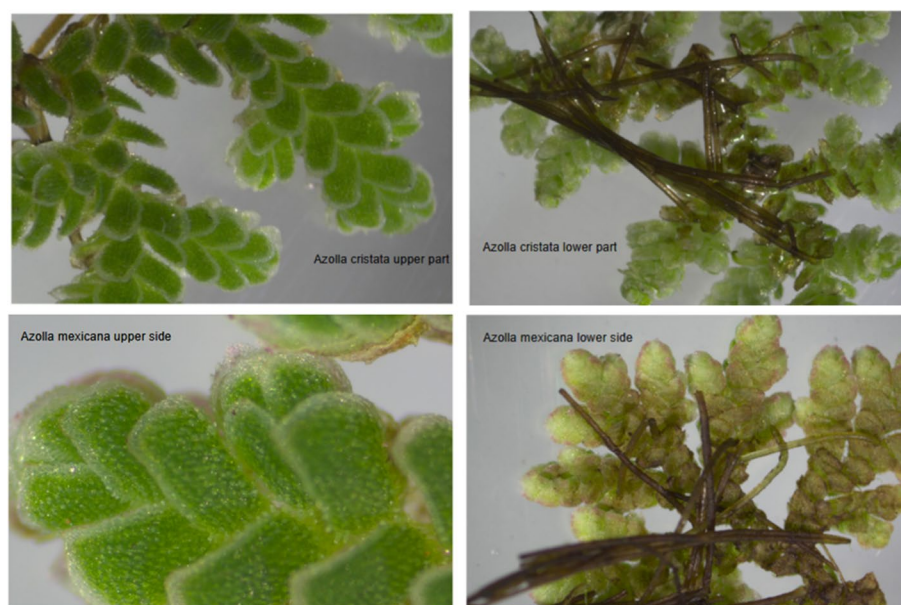 Azolla cristata upper part
Azolla cristata lower part
Azolla mexicana upper side
Azolla mexicana lower side